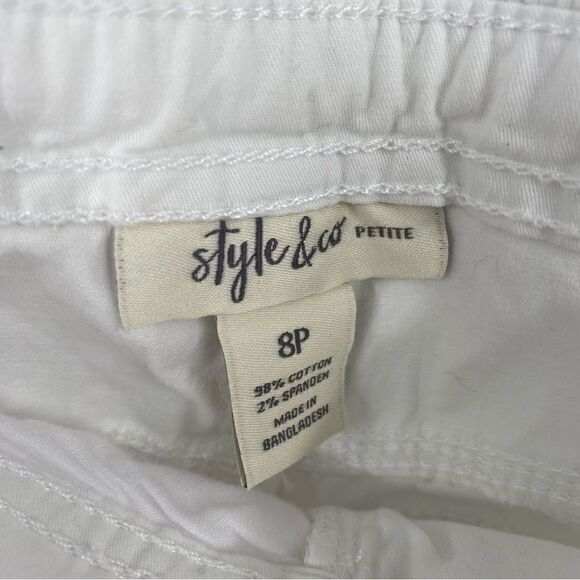 style & co PETITE
8P
98% COTTON
2% SPANDEX
MADE IN
BANGLADESH